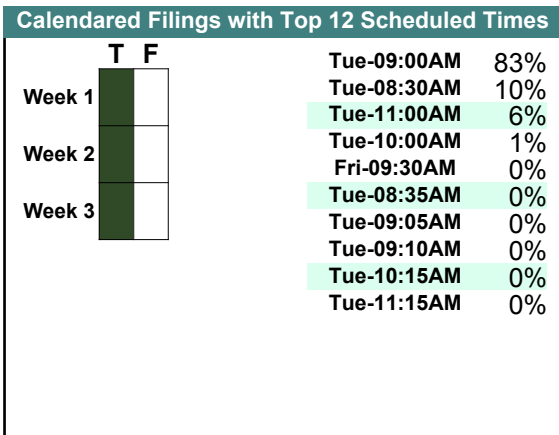 Calendared Filings with Top 12 Scheduled Times
T F
Week 1
Week 2
Week 3
Tue-09:00AM 83%
Tue-08:30AM 10%
Tue-11:00AM 6%
Tue-10:00AM 1%
Fri-09:30AM 0%
Tue-08:35AM 0%
Tue-09:05AM 0%
Tue-09:10AM 0%
Tue-10:15AM 0%
Tue-11:15AM 0%